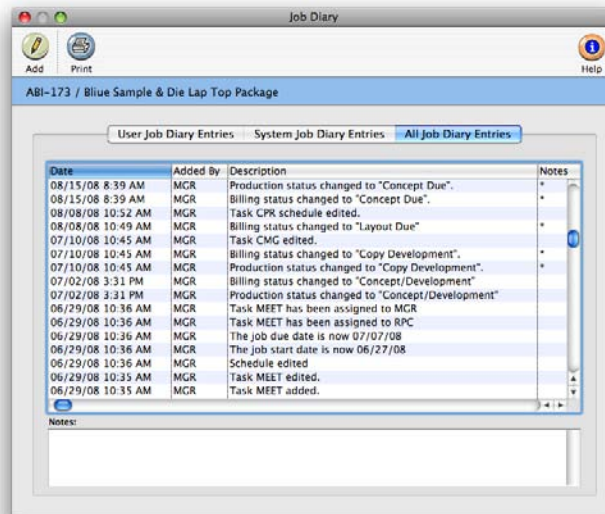 Job Diary
Add Print Help
ABI-173 / Bliue Sample & Die Lap Top Package
User Job Diary Entries System Job Diary Entries All Job Diary Entries
Date Added By Description Notes
08/15/08 8:39 AM MGR Production status changed to "Concept Due". *
08/15/08 8:39 AM MGR Billing status changed to "Concept Due". *
08/08/08 10:52 AM MGR Task CPR schedule edited.
08/08/08 10:49 AM MGR Billing status changed to "Layout Due" *
07/10/08 10:45 AM MGR Task CMG edited.
07/10/08 10:45 AM MGR Billing status changed to "Copy Development". *
07/10/08 10:45 AM MGR Production status changed to "Copy Development". *
07/02/08 3:31 PM MGR Billing status changed to "Concept/Development"
07/02/08 3:31 PM MGR Production status changed to "Concept/Development"
06/29/08 10:36 AM MGR Task MEET has been assigned to MGR
06/29/08 10:36 AM MGR Task MEET has been assigned to RPC
06/29/08 10:36 AM MGR The job due date is now 07/07/08
06/29/08 10:36 AM MGR The job start date is now 06/27/08
06/29/08 10:36 AM MGR Schedule edited
06/29/08 10:35 AM MGR Task MEET edited.
06/29/08 10:35 AM MGR Task MEET added.
Notes: